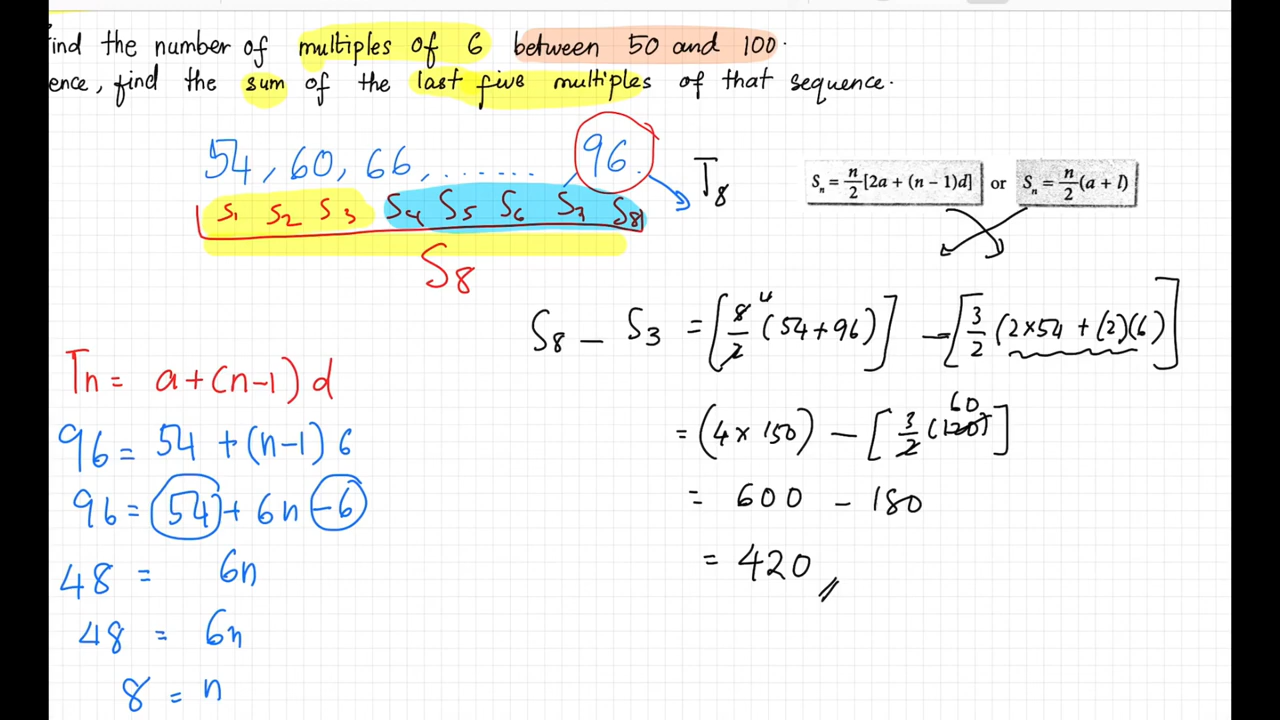 ind the number of multiples of 6 between 50 and 100.
ence, find the sum of the last five multiples of that sequence.
54, 60, 66, ....... 96.
T8
S1 S2 S3 S4 S5 S6 S7 S8
S8
Sn = n/2[2a + (n − 1)d] or Sn = n/2(a + l)
S8 − S3 = [8/2 4 (54+96)] − [3/2 (2×54 + (2)(6)]
= (4 × 150) − [3/2 (120) 60]
= 600 − 180
= 420
Tn = a+(n−1) d
96 = 54 + (n−1) 6
96 = 54 + 6n −6
48 = 6n
48 = 6n
8 = n